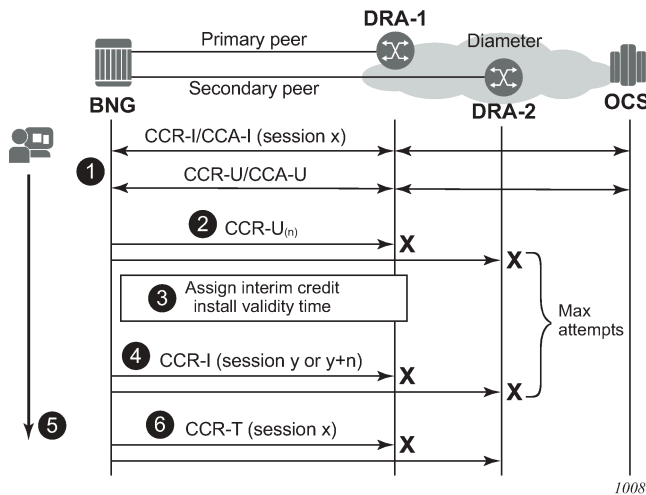 DRA-1
Primary peer
Diameter
Secondary peer
BNG
DRA-2
OCS
CCR-I/CCA-I (session x)
1
CCR-U/CCA-U
2 CCR-U(n)
X
X
3 Assign interim credit
install validity time
Max
attempts
4 CCR-I (session y or y+n)
X
X
5
6 CCR-T (session x)
X
1008